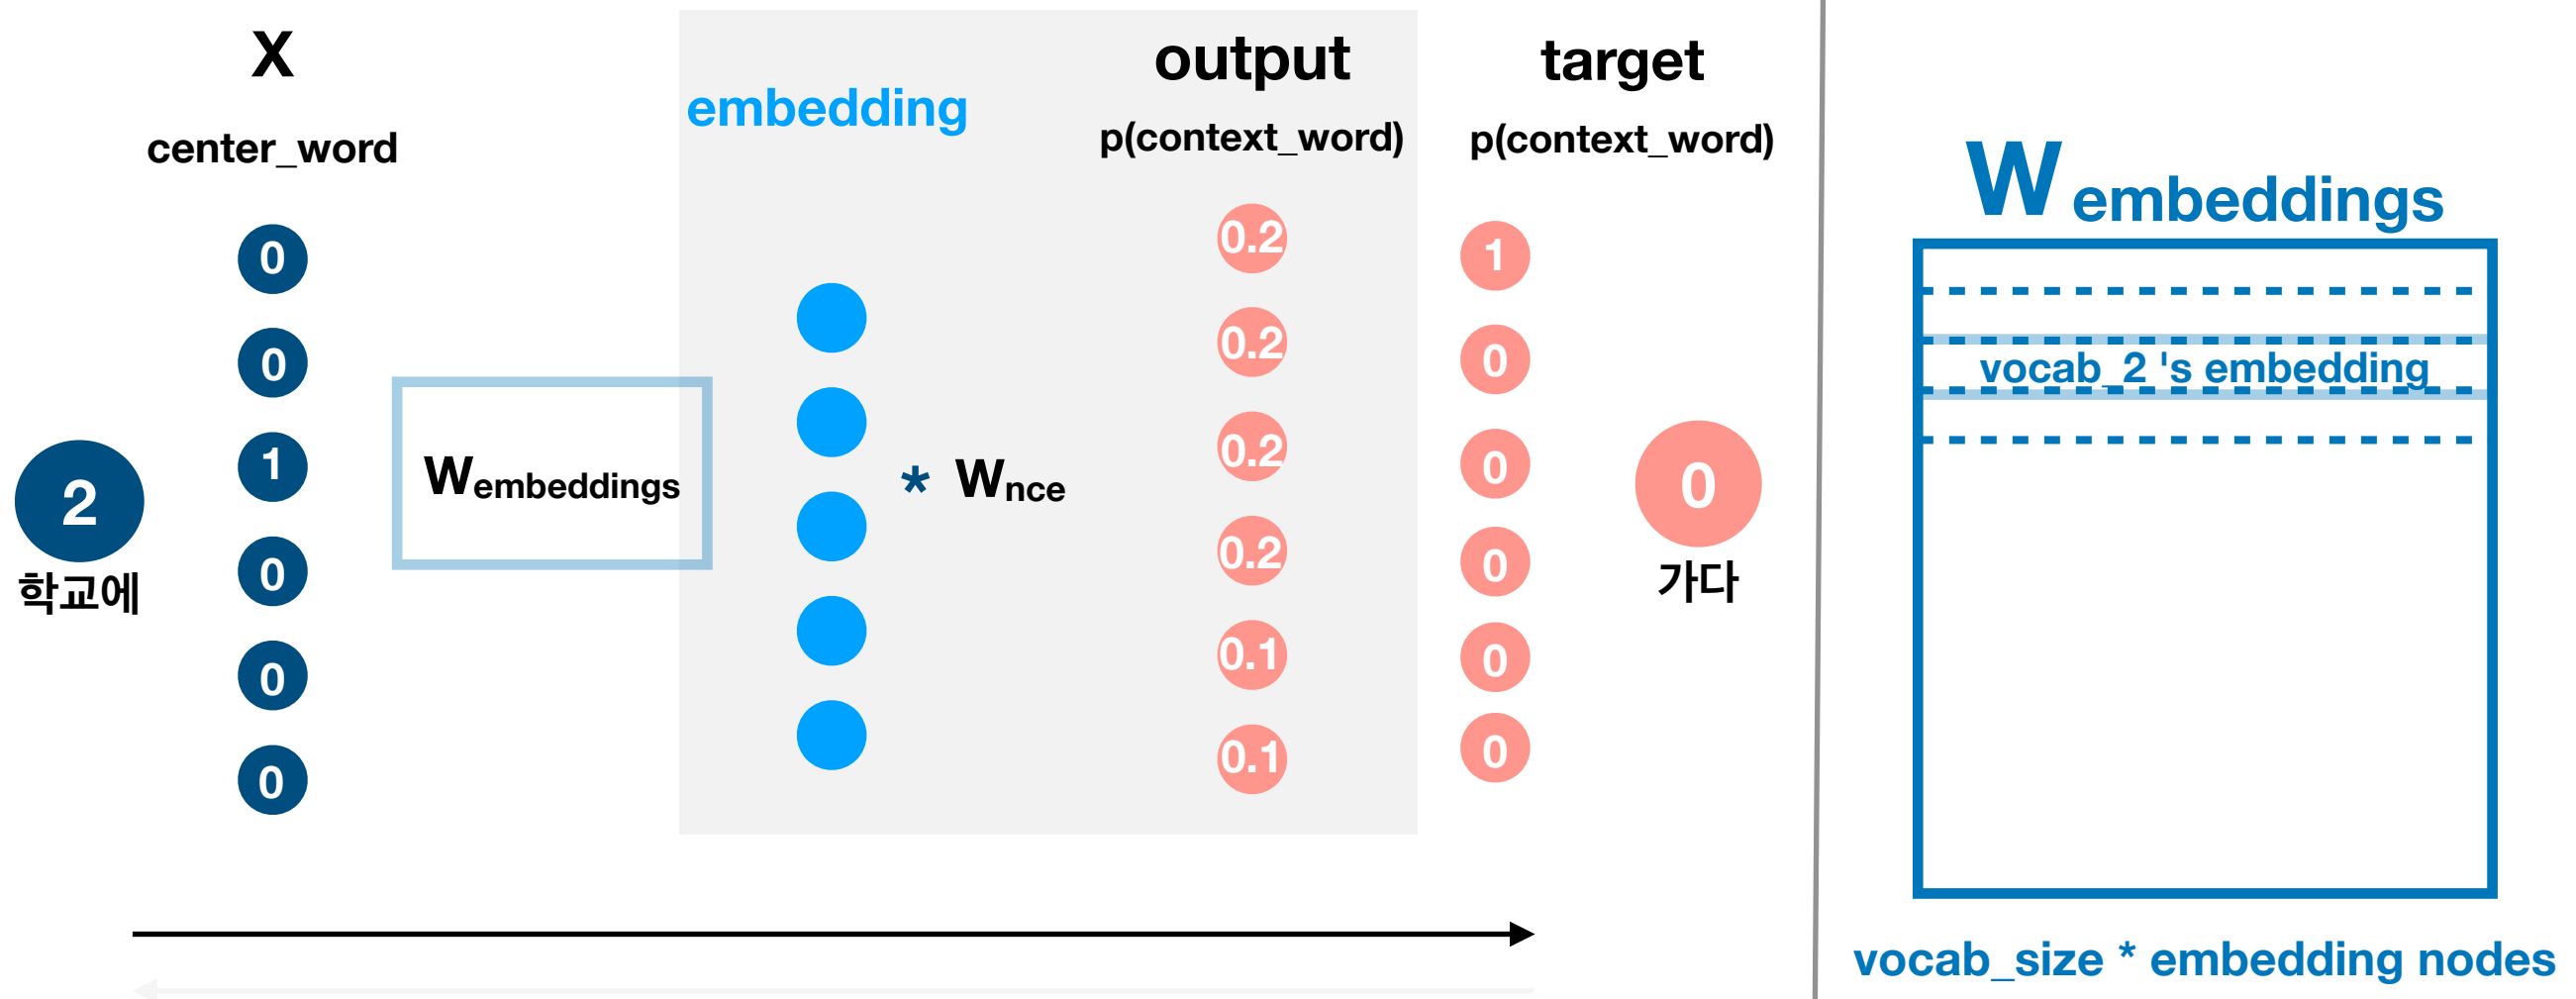 X
center_word
0
0
1
0
0
0
2
학교에
W embeddings
embedding
* W nce
output
p(context_word)
0.2
0.2
0.2
0.2
0.1
0.1
target
p(context_word)
1
0
0
0
0
0
0
가다
W embeddings
vocab_2 's embedding
vocab_size * embedding nodes